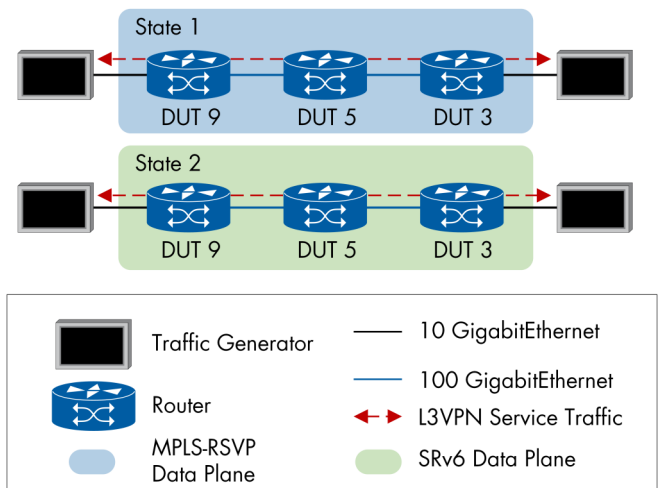 State 1
DUT 9 DUT 5 DUT 3
State 2
DUT 9 DUT 5 DUT 3
Traffic Generator
Router
MPLS-RSVP
Data Plane
10 GigabitEthernet
100 GigabitEthernet
L3VPN Service Traffic
SRv6 Data Plane